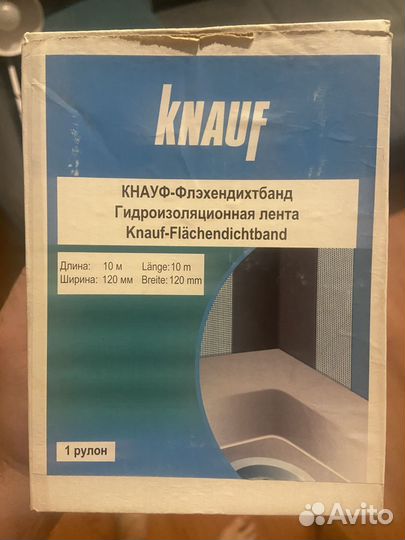 KNAUF
КНАУФ-Флэхендихтбанд
Гидроизоляционная лента
Knauf-Flächendichtband
Длина: 10 м Länge: 10 m
Ширина: 120 мм Breite: 120 mm
1 рулон
Avito